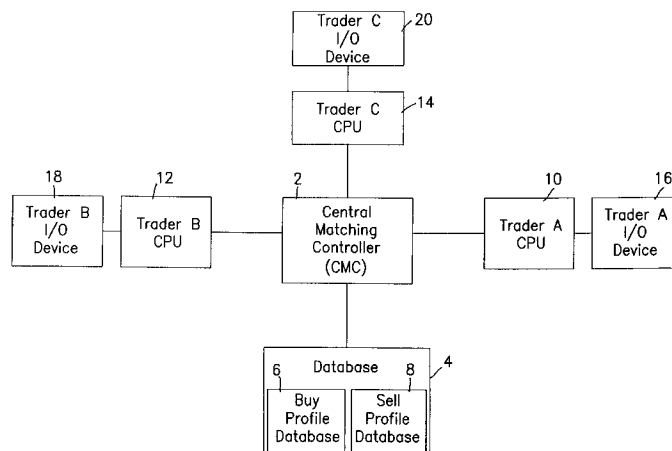 Trader C
I/O
Device
20
Trader C
CPU
14
18
12
2
10
16
Trader B
I/O
Device
Trader B
CPU
Central
Matching
Controller
(CMC)
Trader A
CPU
Trader A
I/O
Device
Database
4
6
8
Buy
Profile
Database
Sell
Profile
Database